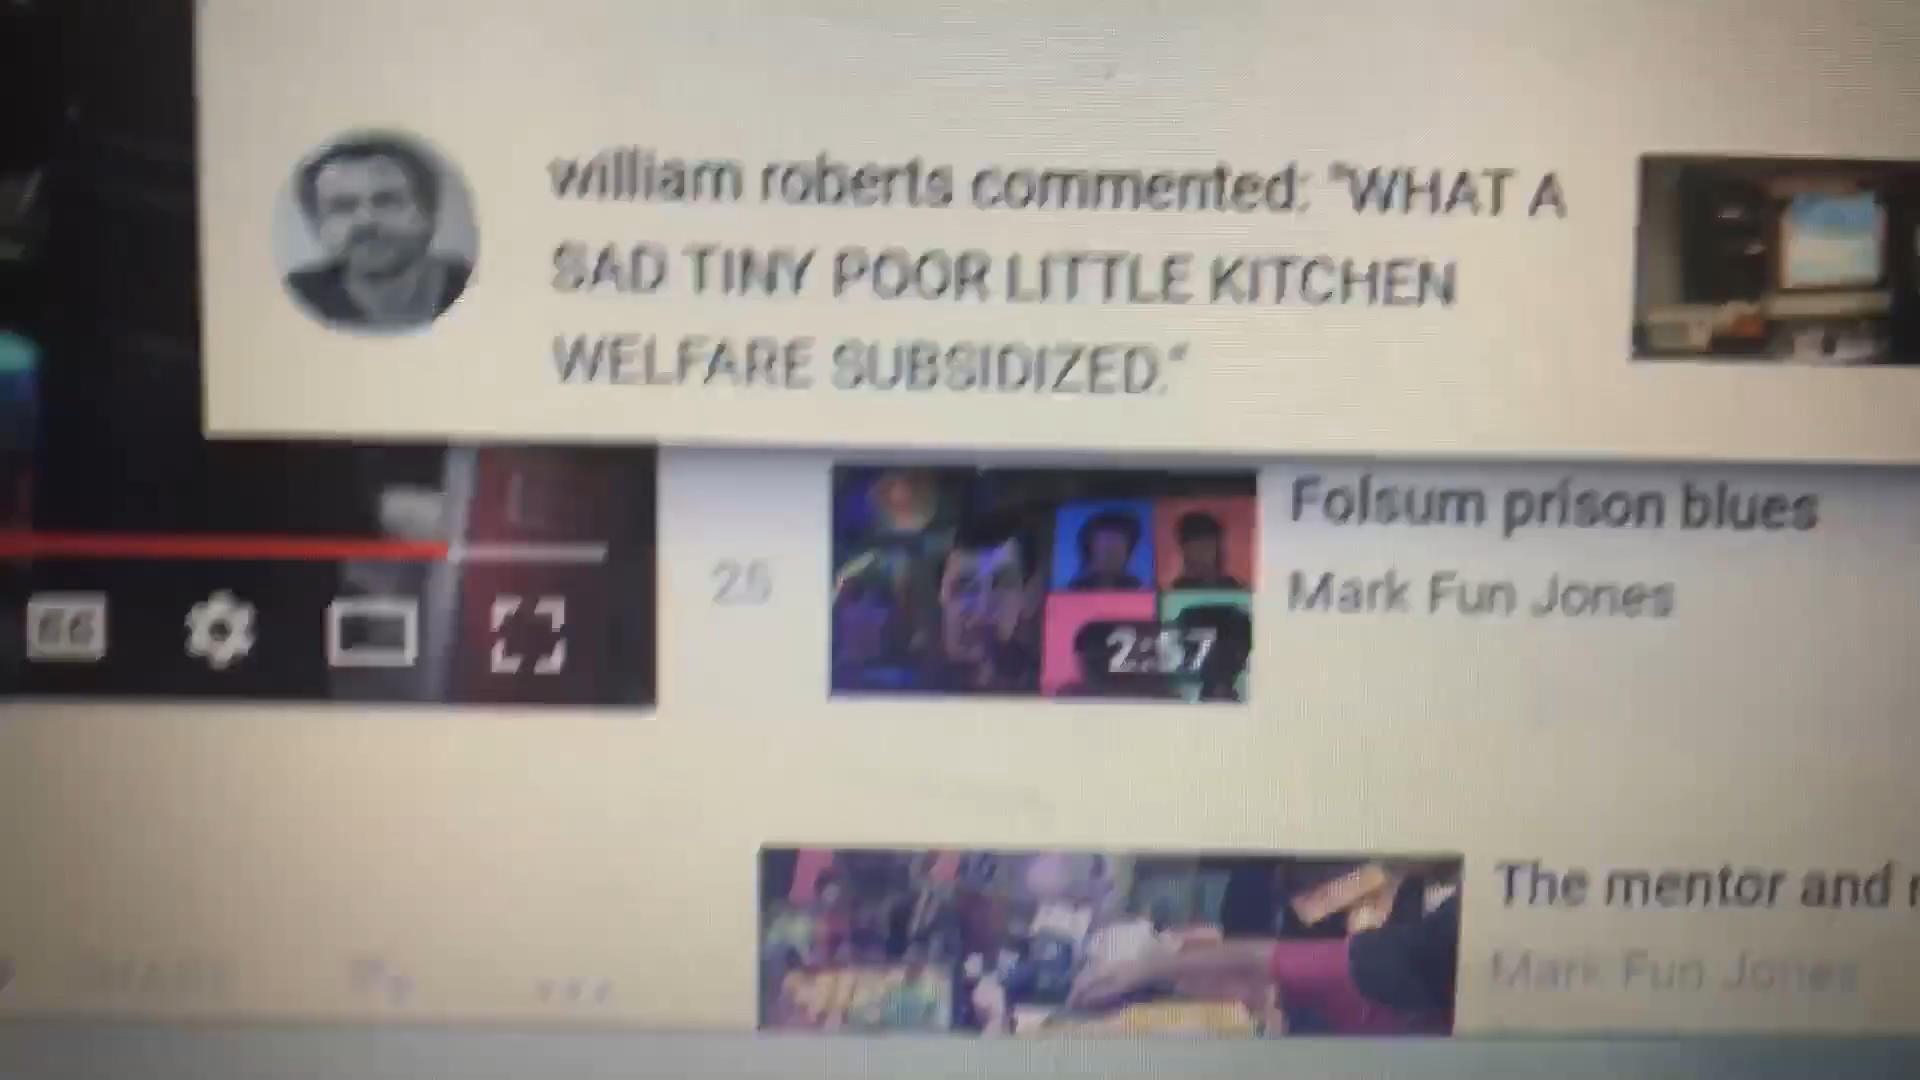 william roberts commented: "WHAT A
SAD TINY POOR LITTLE KITCHEN
WELFARE SUBSIDIZED."
25
2:57
Folsum prison blues
Mark Fun Jones
The mentor and
Mark Fun Jones
SHARE